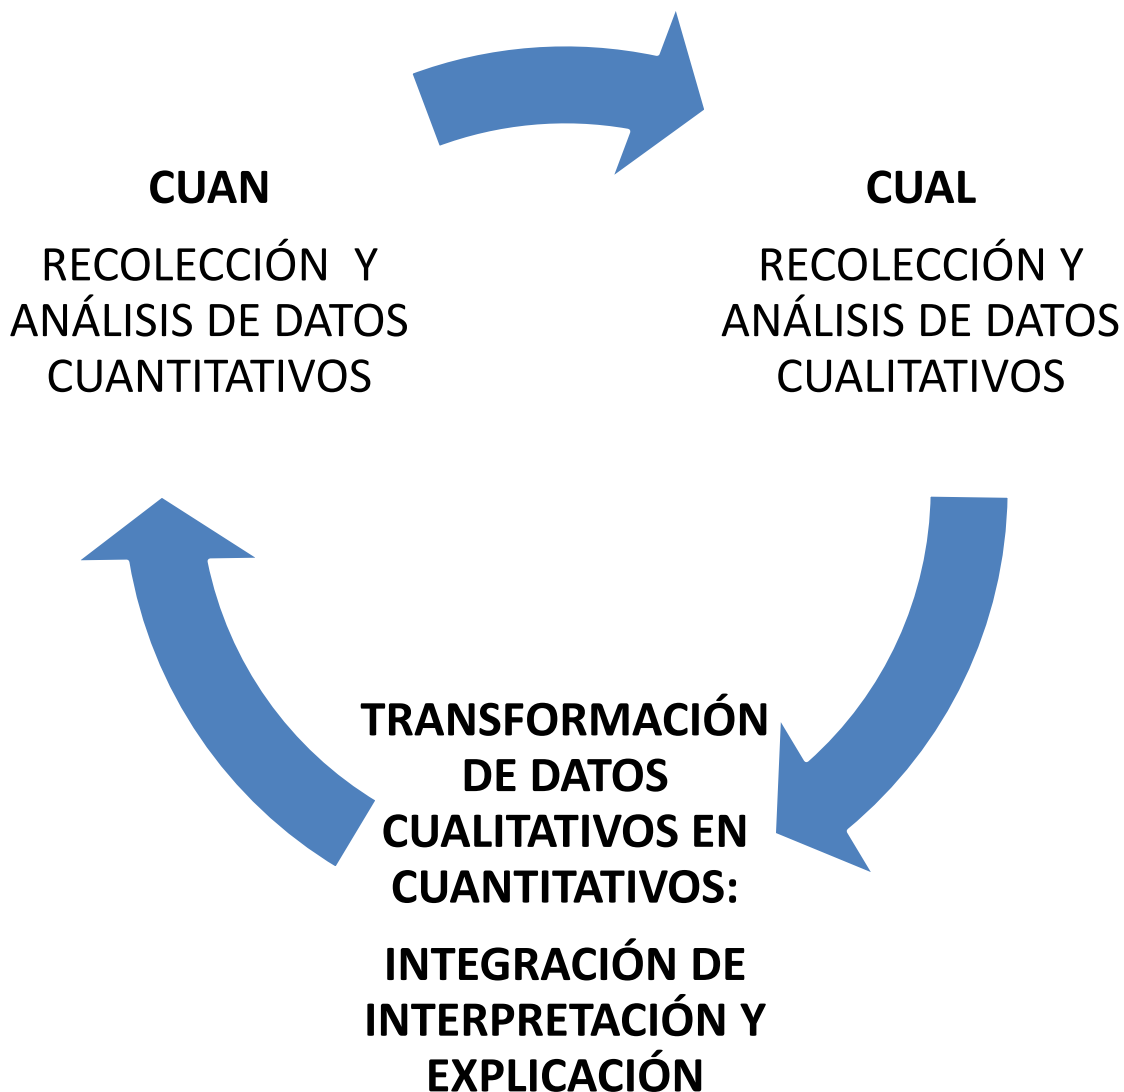 CUAN
RECOLECCIÓN Y
ANÁLISIS DE DATOS
CUANTITATIVOS
CUAL
RECOLECCIÓN Y
ANÁLISIS DE DATOS
CUALITATIVOS
TRANSFORMACIÓN
DE DATOS
CUALITATIVOS EN
CUANTITATIVOS:
INTEGRACIÓN DE
INTERPRETACIÓN Y
EXPLICACIÓN